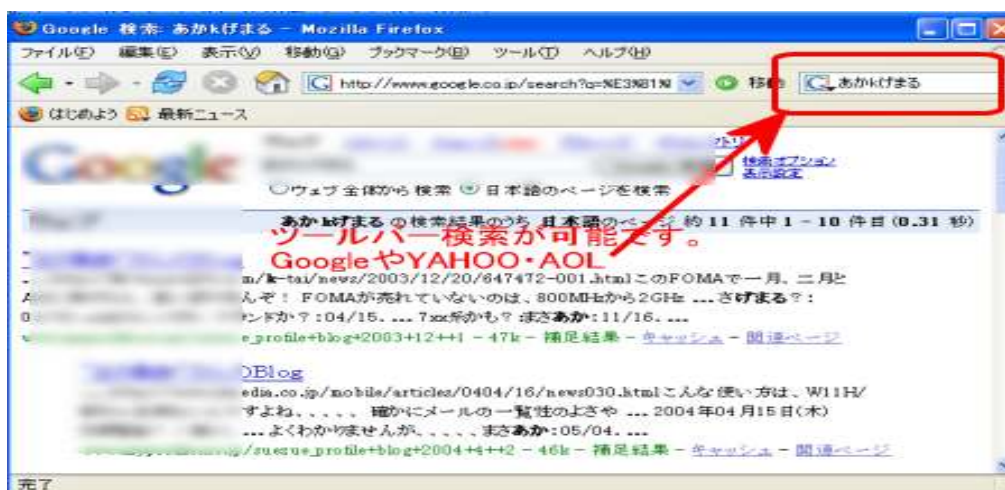 Google 検索: あかkげまる - Mozilla Firefox
ファイル(F) 編集(E) 表示(V) 移動(G) ブックマーク(B) ツール(T) ヘルプ(H)
http://www.google.co.jp/search?q=%E3%81% 移動 あかkげまる
はじめよう 最新ニュース
Google
検索オプション
表示設定
ウェブ全体から検索 日本語のページを検索
あかkげまる の検索結果のうち 日本語のページ 約 11 件中 1 - 10 件目 (0.31 秒)
ツールバー検索が可能です。
GoogleやYAHOO・AOL
m/k-tai/news/2003/12/20/647472-001.htmlこのFOMAで一月、二月と
んぞ! FOMAが売れていないのは、800MHzから2GHz ...さげまる?:
ンドか?:04/15. ... 7xx系かも?:まさあか:11/16. ...
e_profile+blog+2003+12++1 - 47k - 補足結果 - キャッシュ - 関連ページ
Blog
edia.co.jp/mobile/articles/0404/16/news030.htmlこんな使い方は、W11H/
すよね、、、、、 確かにメールの一覧性のよさや ... 2004年04月15日(木)
... よくわかりませんが、、、、、まさあか:05/04. ...
/suezue_profile+blog+2004+4++2 - 46k - 補足結果 - キャッシュ - 関連ページ
完了